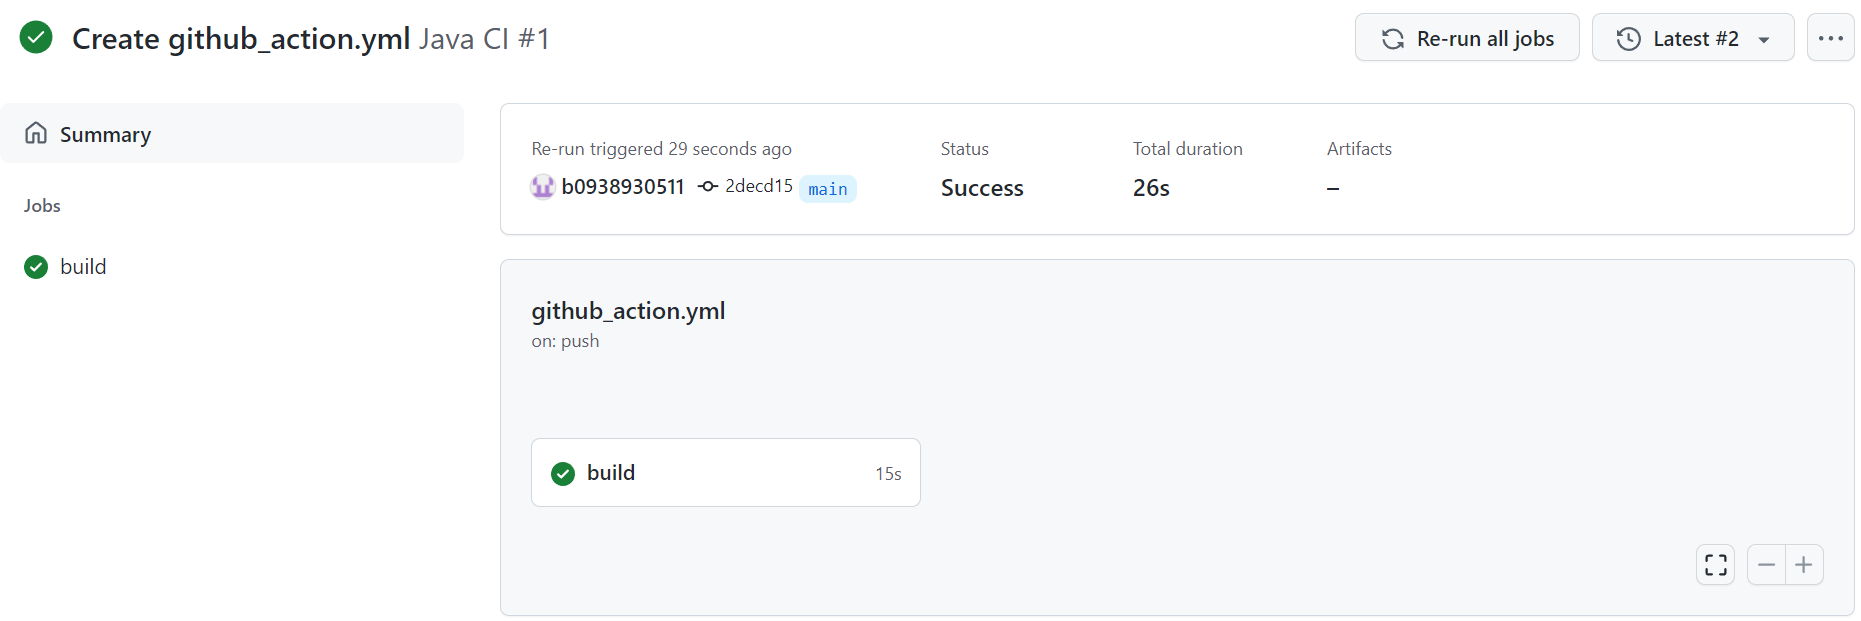 Create github_action.yml Java CI #1
Re-run all jobs
Latest #2
Summary
Jobs
build
Re-run triggered 29 seconds ago
b0938930511 2decd15 main
Status
Success
Total duration
26s
Artifacts
–
github_action.yml
on: push
build 15s